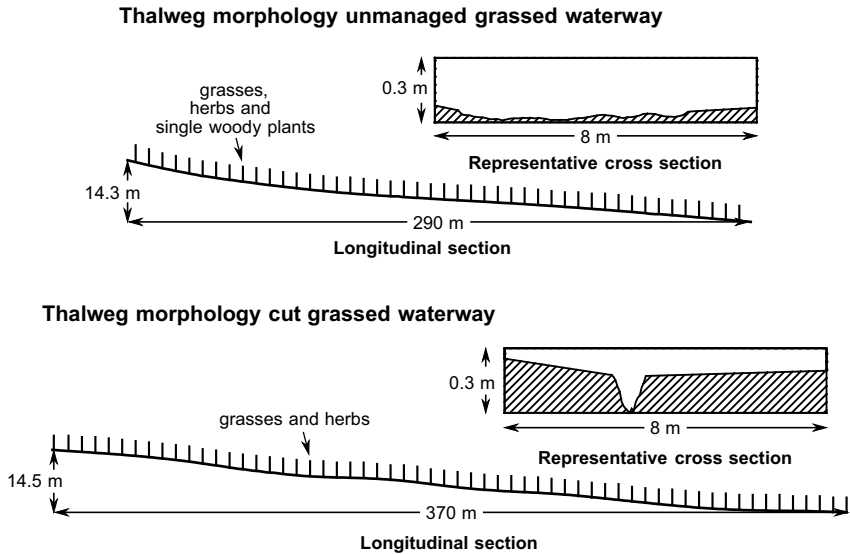 Thalweg morphology unmanaged grassed waterway
0.3 m
8 m
Representative cross section
grasses,
herbs and
single woody plants
14.3 m
290 m
Longitudinal section
Thalweg morphology cut grassed waterway
0.3 m
8 m
Representative cross section
grasses and herbs
14.5 m
370 m
Longitudinal section